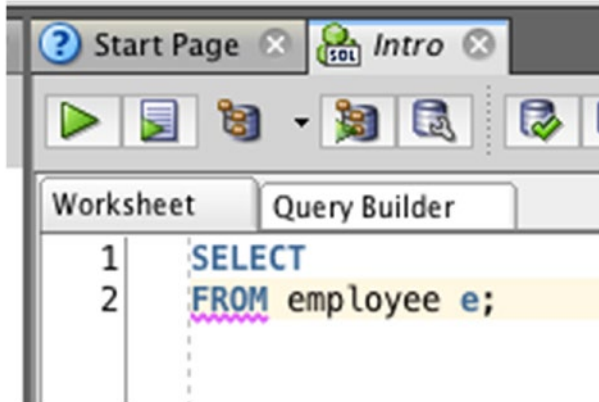 Start Page
Intro
SQL
Worksheet
Query Builder
1 SELECT
2 FROM employee e;